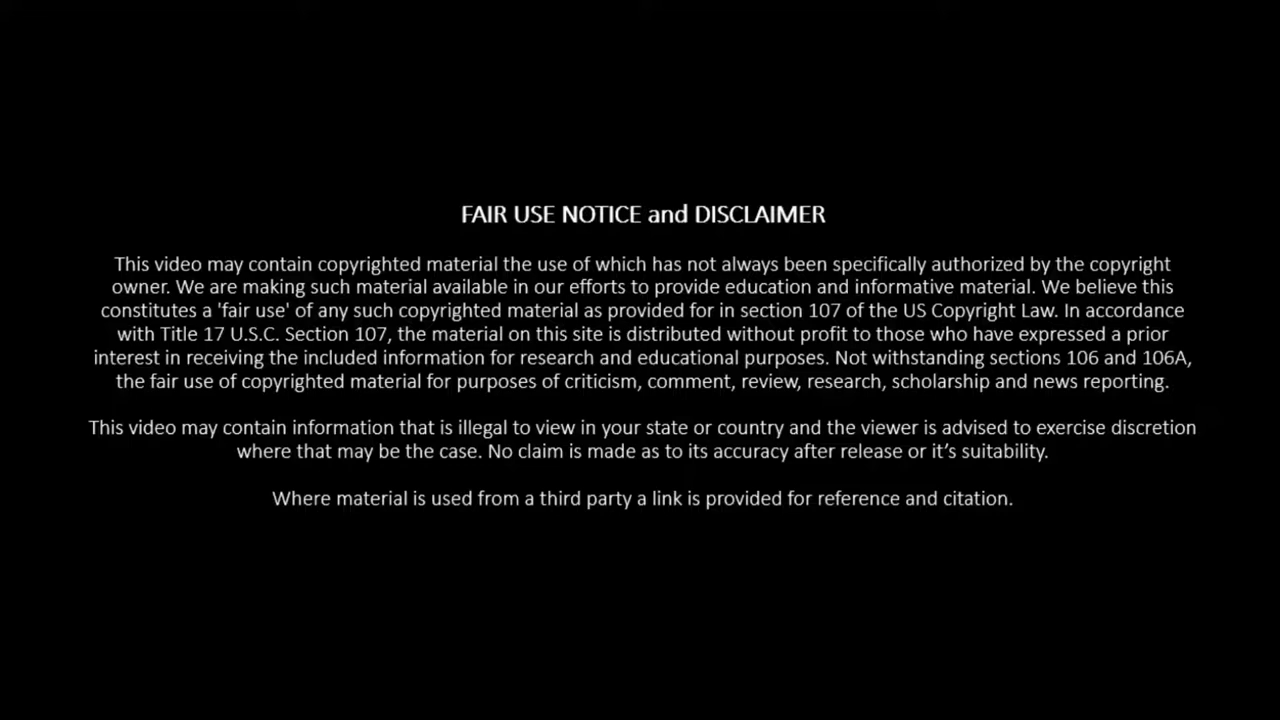 FAIR USE NOTICE and DISCLAIMER
This video may contain copyrighted material the use of which has not always been specifically authorized by the copyright
owner. We are making such material available in our efforts to provide education and informative material. We believe this
constitutes a 'fair use' of any such copyrighted material as provided for in section 107 of the US Copyright Law. In accordance
with Title 17 U.S.C. Section 107, the material on this site is distributed without profit to those who have expressed a prior
interest in receiving the included information for research and educational purposes. Not withstanding sections 106 and 106A,
the fair use of copyrighted material for purposes of criticism, comment, review, research, scholarship and news reporting.
This video may contain information that is illegal to view in your state or country and the viewer is advised to exercise discretion
where that may be the case. No claim is made as to its accuracy after release or it’s suitability.
Where material is used from a third party a link is provided for reference and citation.